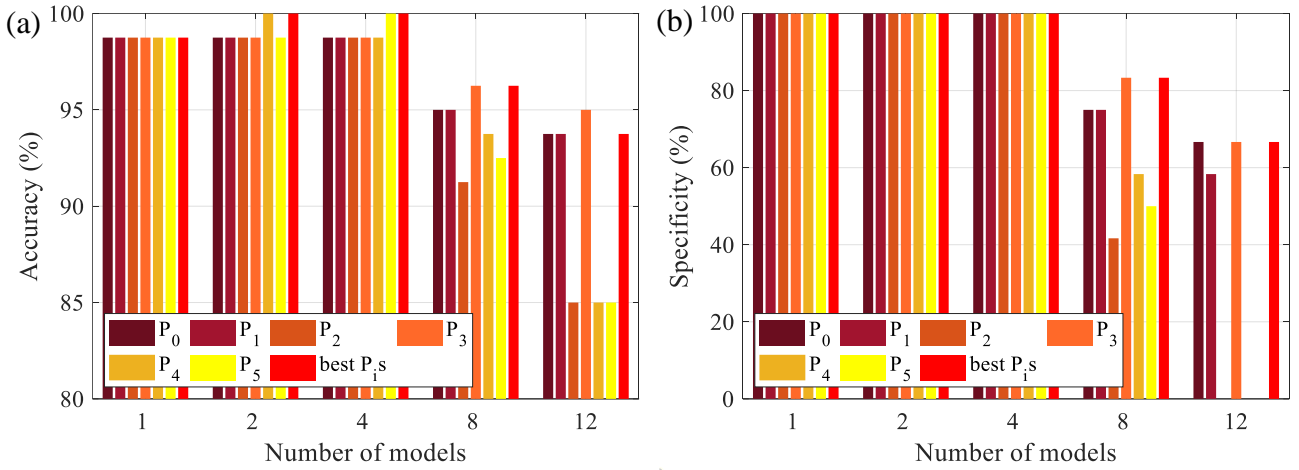 (a)
100
95
90
85
80
Accuracy (%)
P0 P1 P2 P3
P4 P5 best Pis
1 2 4 8 12
Number of models
(b)
100
80
60
40
20
0
Specificity (%)
P0 P1 P2 P3
P4 P5 best Pis
1 2 4 8 12
Number of models